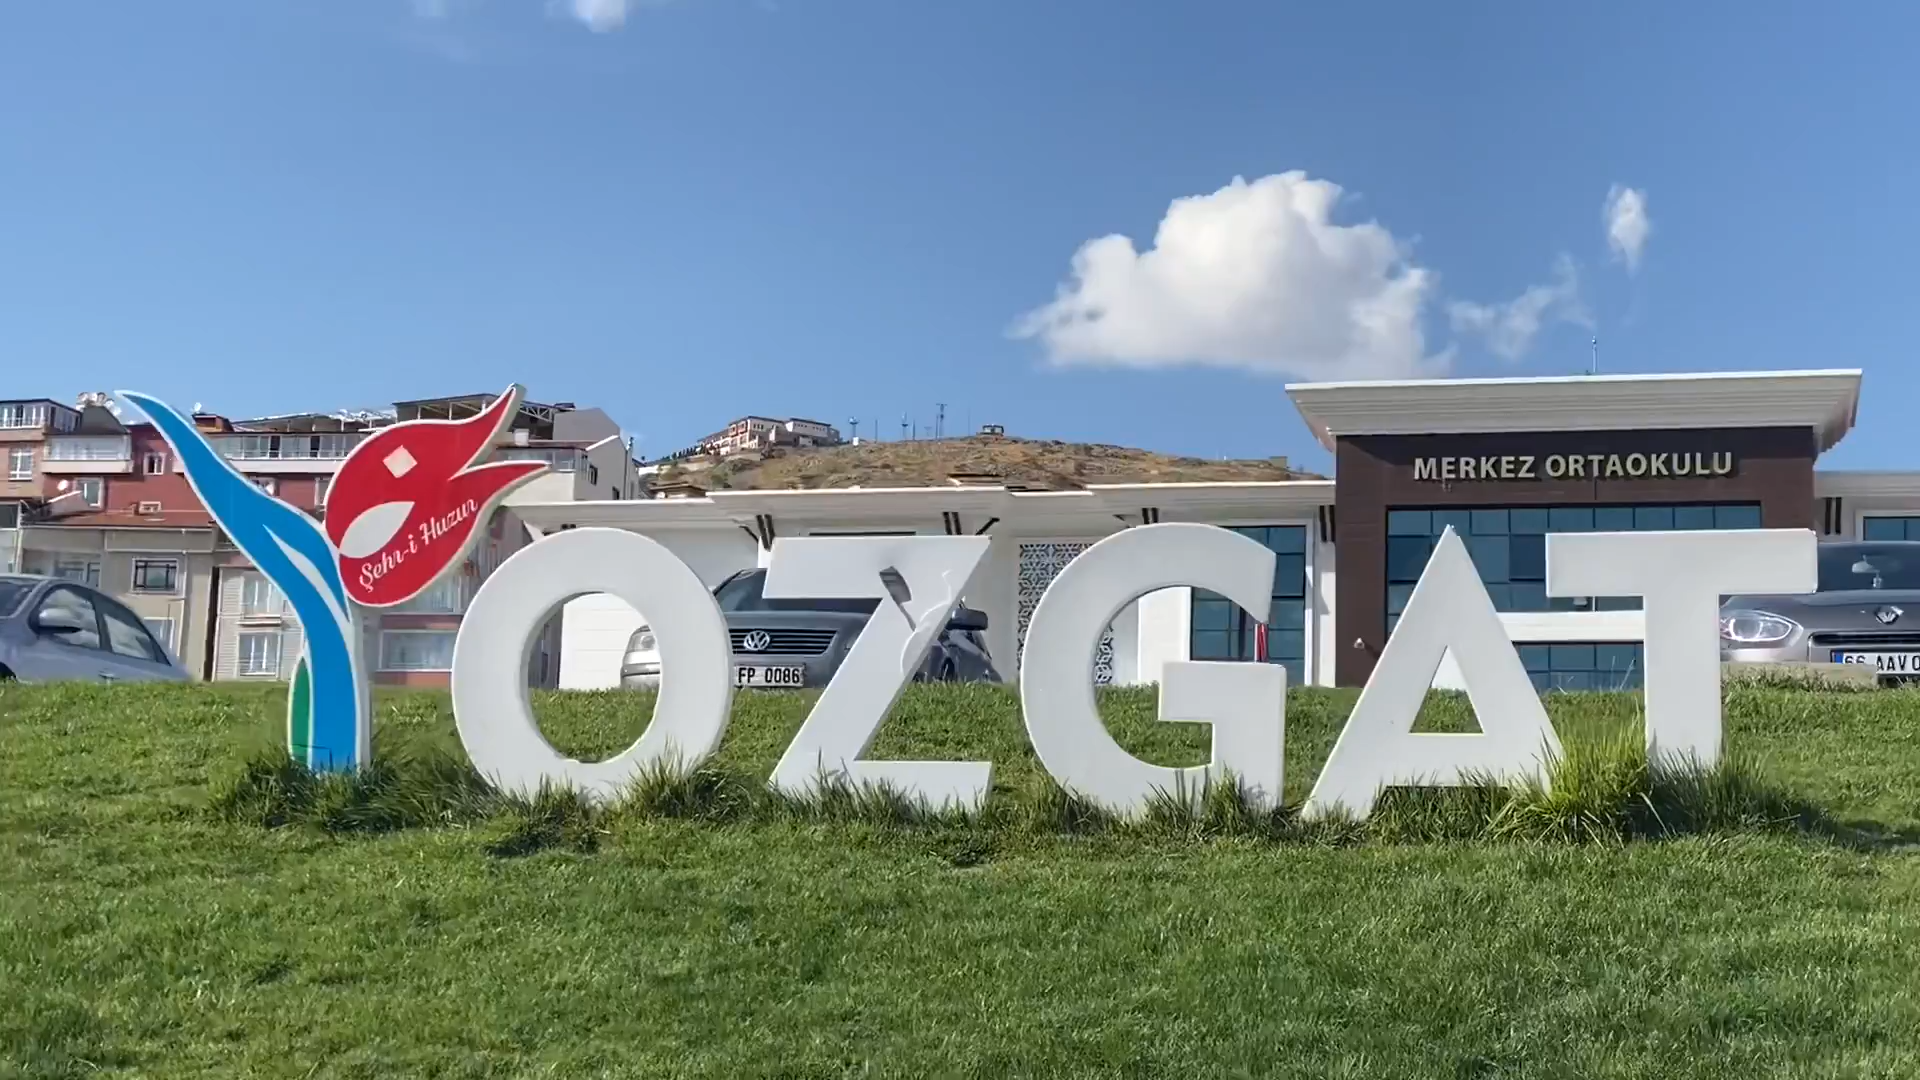 MERKEZ ORTAOKULU
Şehr-i Huzur
YOZGAT
FP 0086
66 AAV